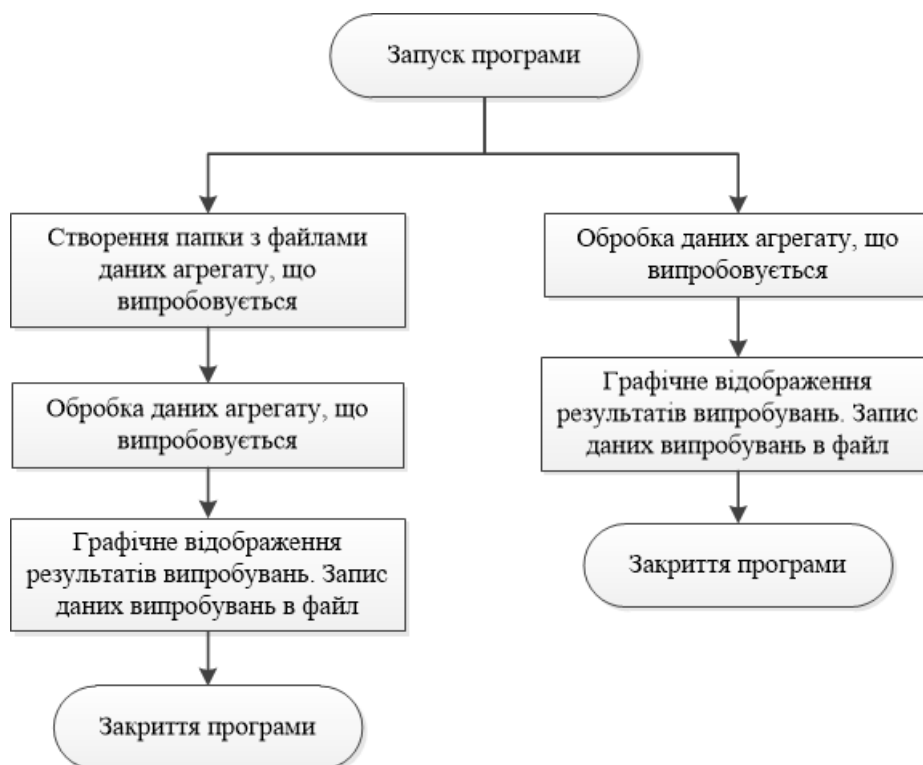 Запуск програми
Створення папки з файлами
даних агрегату, що
випробовується
Обробка даних агрегату, що
випробовується
Графічне відображення
результатів випробувань. Запис
даних випробувань в файл
Закриття програми
Обробка даних агрегату, що
випробовується
Графічне відображення
результатів випробувань. Запис
даних випробувань в файл
Закриття програми